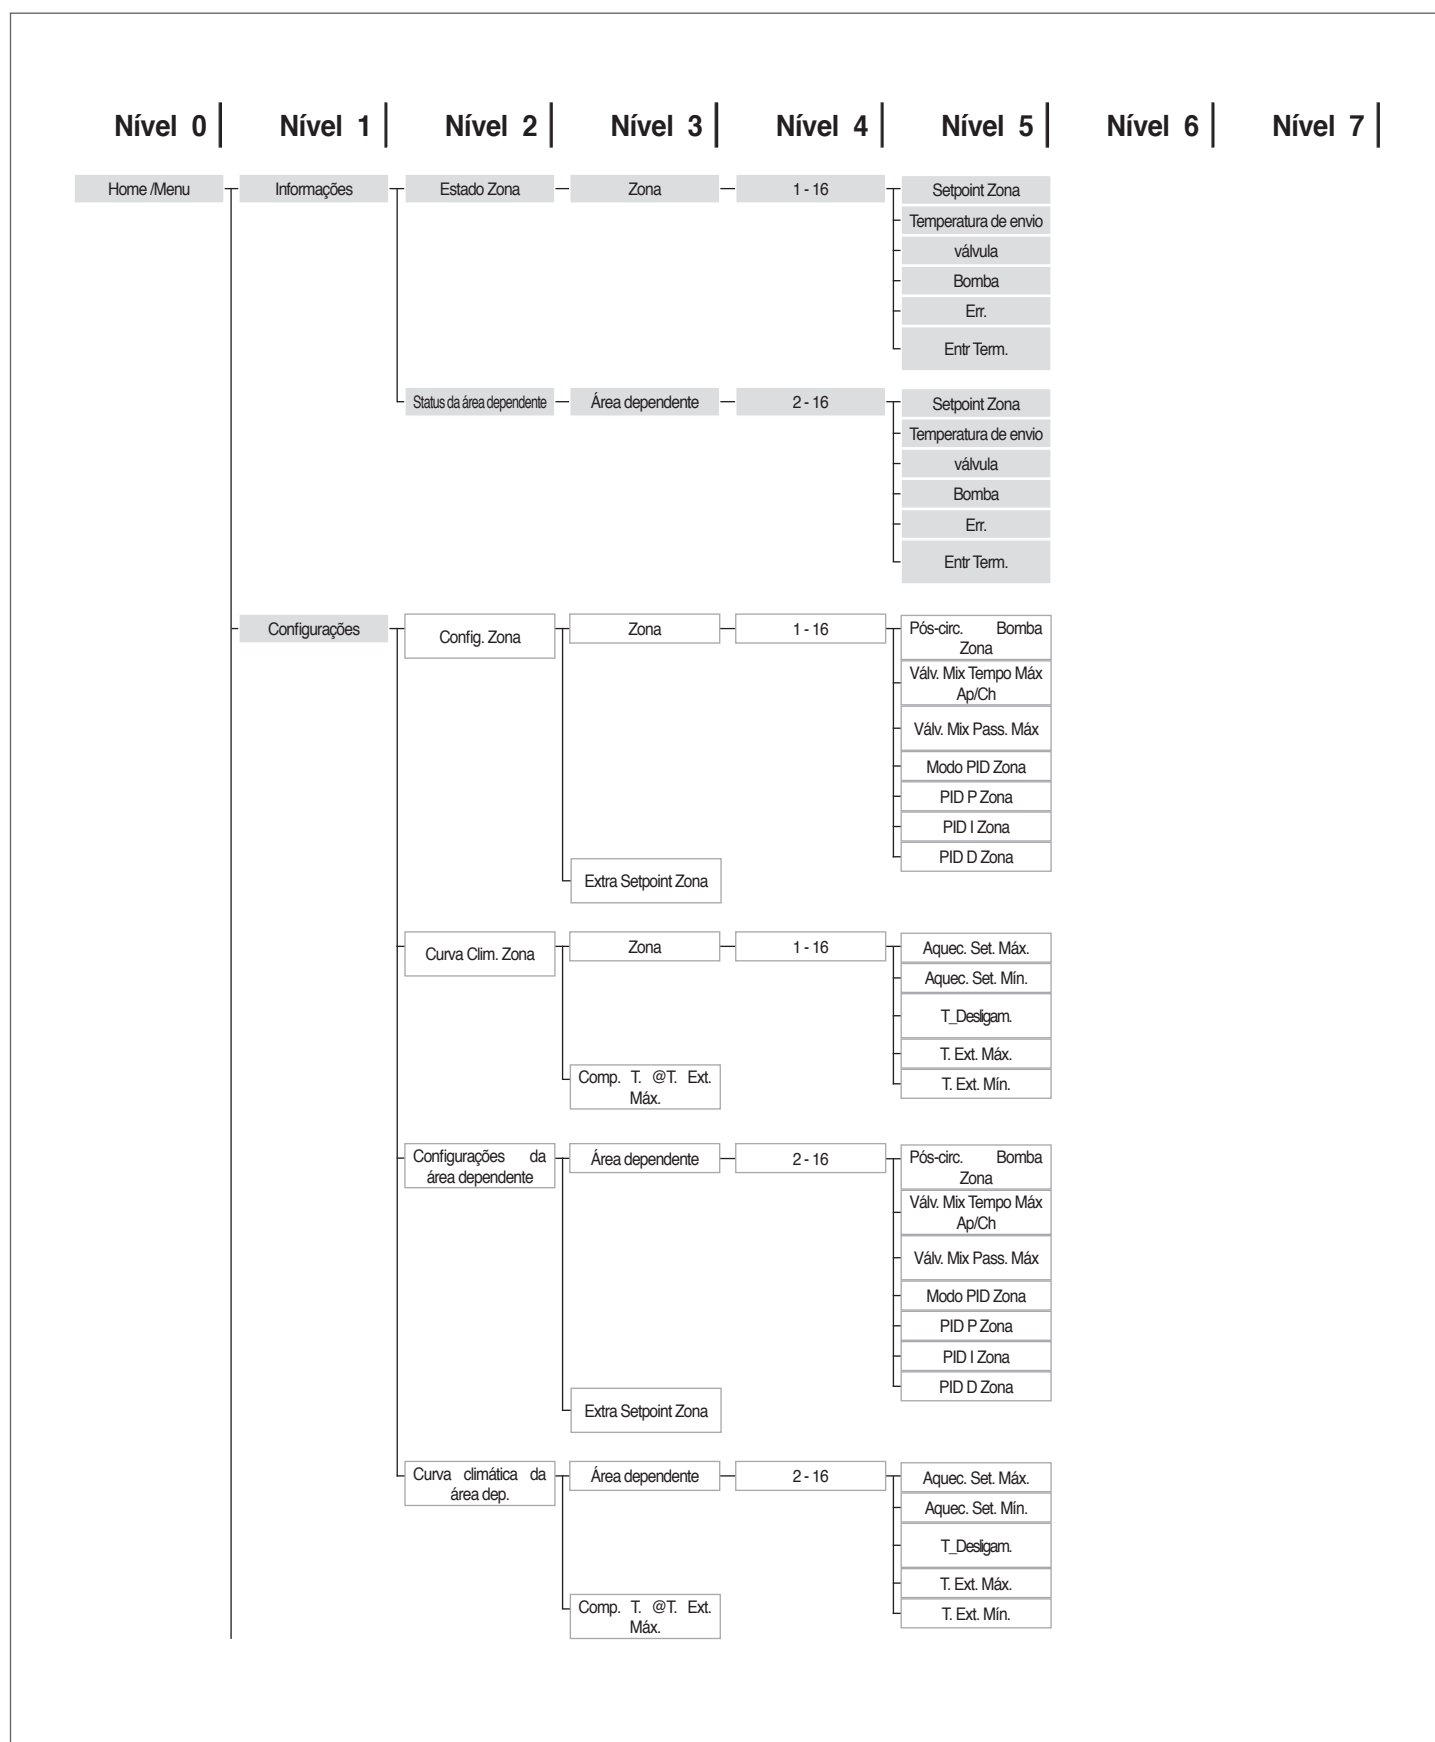 Nível 0 Nível 1 Nível 2 Nível 3 Nível 4 Nível 5 Nível 6 Nível 7
Home /Menu Informações Estado Zona Zona 1 - 16 Setpoint Zona
Temperatura de envio
válvula
Bomba
Err.
Entr Term.
Status da área dependente Área dependente 2 - 16 Setpoint Zona
Temperatura de envio
válvula
Bomba
Err.
Entr Term.
Configurações Config. Zona Zona 1 - 16 Pós-circ. Bomba
Zona
Válv. Mix Tempo Máx
Ap/Ch
Válv. Mix Pass. Máx
Modo PID Zona
PID P Zona
PID I Zona
PID D Zona
Extra Setpoint Zona
Curva Clim. Zona Zona 1 - 16 Aquec. Set. Máx.
Aquec. Set. Mín.
T_Desligam.
T. Ext. Máx.
T. Ext. Mín.
Comp. T. @T. Ext.
Máx.
Configurações da
área dependente
Área dependente 2 - 16 Pós-circ. Bomba
Zona
Válv. Mix Tempo Máx
Ap/Ch
Válv. Mix Pass. Máx
Modo PID Zona
PID P Zona
PID I Zona
PID D Zona
Extra Setpoint Zona
Curva climática da
área dep.
Área dependente 2 - 16 Aquec. Set. Máx.
Aquec. Set. Mín.
T_Desligam.
T. Ext. Máx.
T. Ext. Mín.
Comp. T. @T. Ext.
Máx.